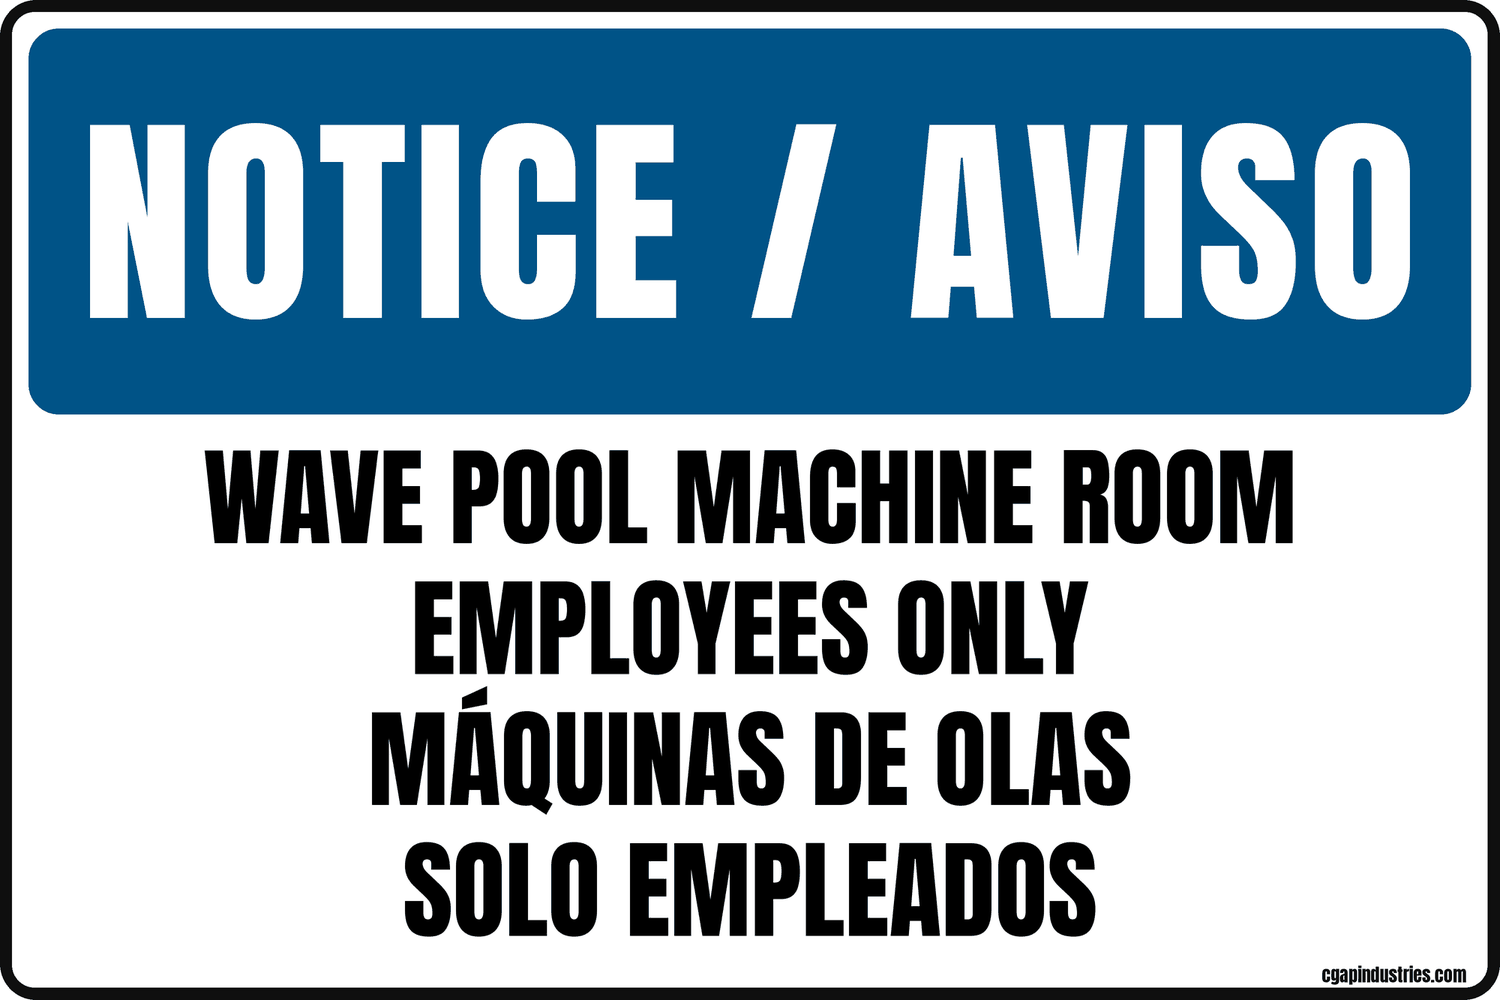 NOTICE / AVISO
WAVE POOL MACHINE ROOM
EMPLOYEES ONLY
MÁQUINAS DE OLAS
SOLO EMPLEADOS
cgapindustries.com